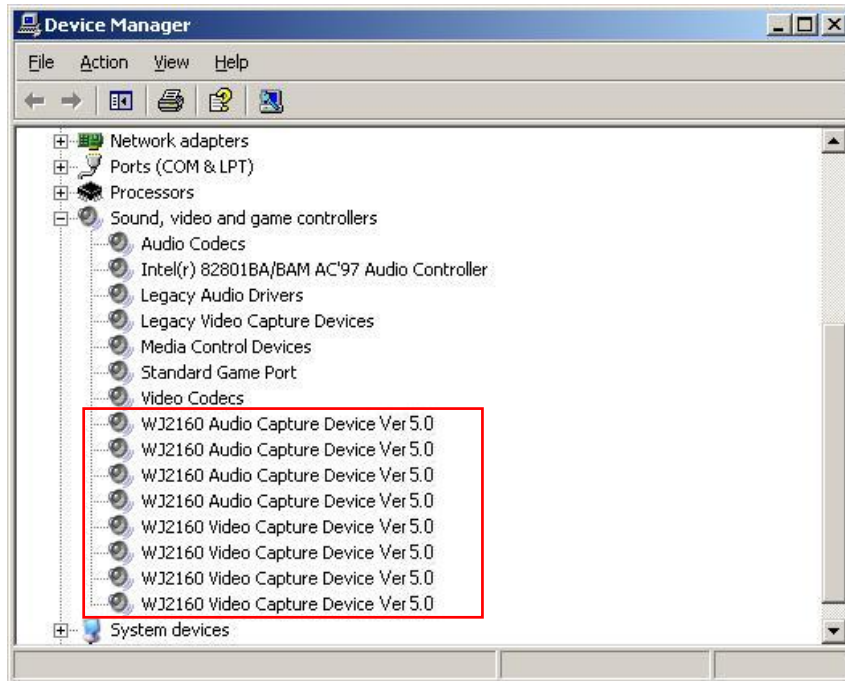 Device Manager
File Action View Help
Network adapters
Ports (COM & LPT)
Processors
Sound, video and game controllers
Audio Codecs
Intel(r) 82801BA/BAM AC'97 Audio Controller
Legacy Audio Drivers
Legacy Video Capture Devices
Media Control Devices
Standard Game Port
Video Codecs
WJ2160 Audio Capture Device Ver 5.0
WJ2160 Audio Capture Device Ver 5.0
WJ2160 Audio Capture Device Ver 5.0
WJ2160 Audio Capture Device Ver 5.0
WJ2160 Video Capture Device Ver 5.0
WJ2160 Video Capture Device Ver 5.0
WJ2160 Video Capture Device Ver 5.0
WJ2160 Video Capture Device Ver 5.0
System devices